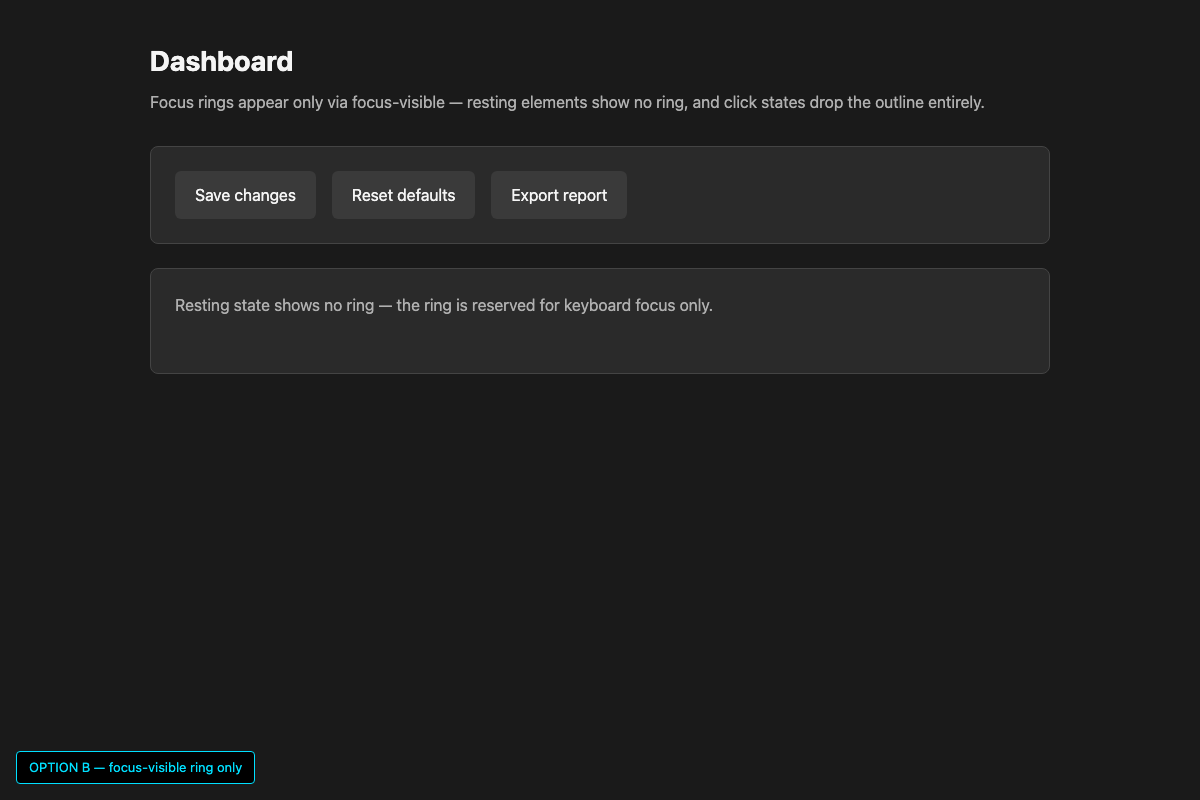 Dashboard
Focus rings appear only via focus-visible — resting elements show no ring, and click states drop the outline entirely.
Save changes
Reset defaults
Export report
Resting state shows no ring — the ring is reserved for keyboard focus only.
OPTION B — focus-visible ring only